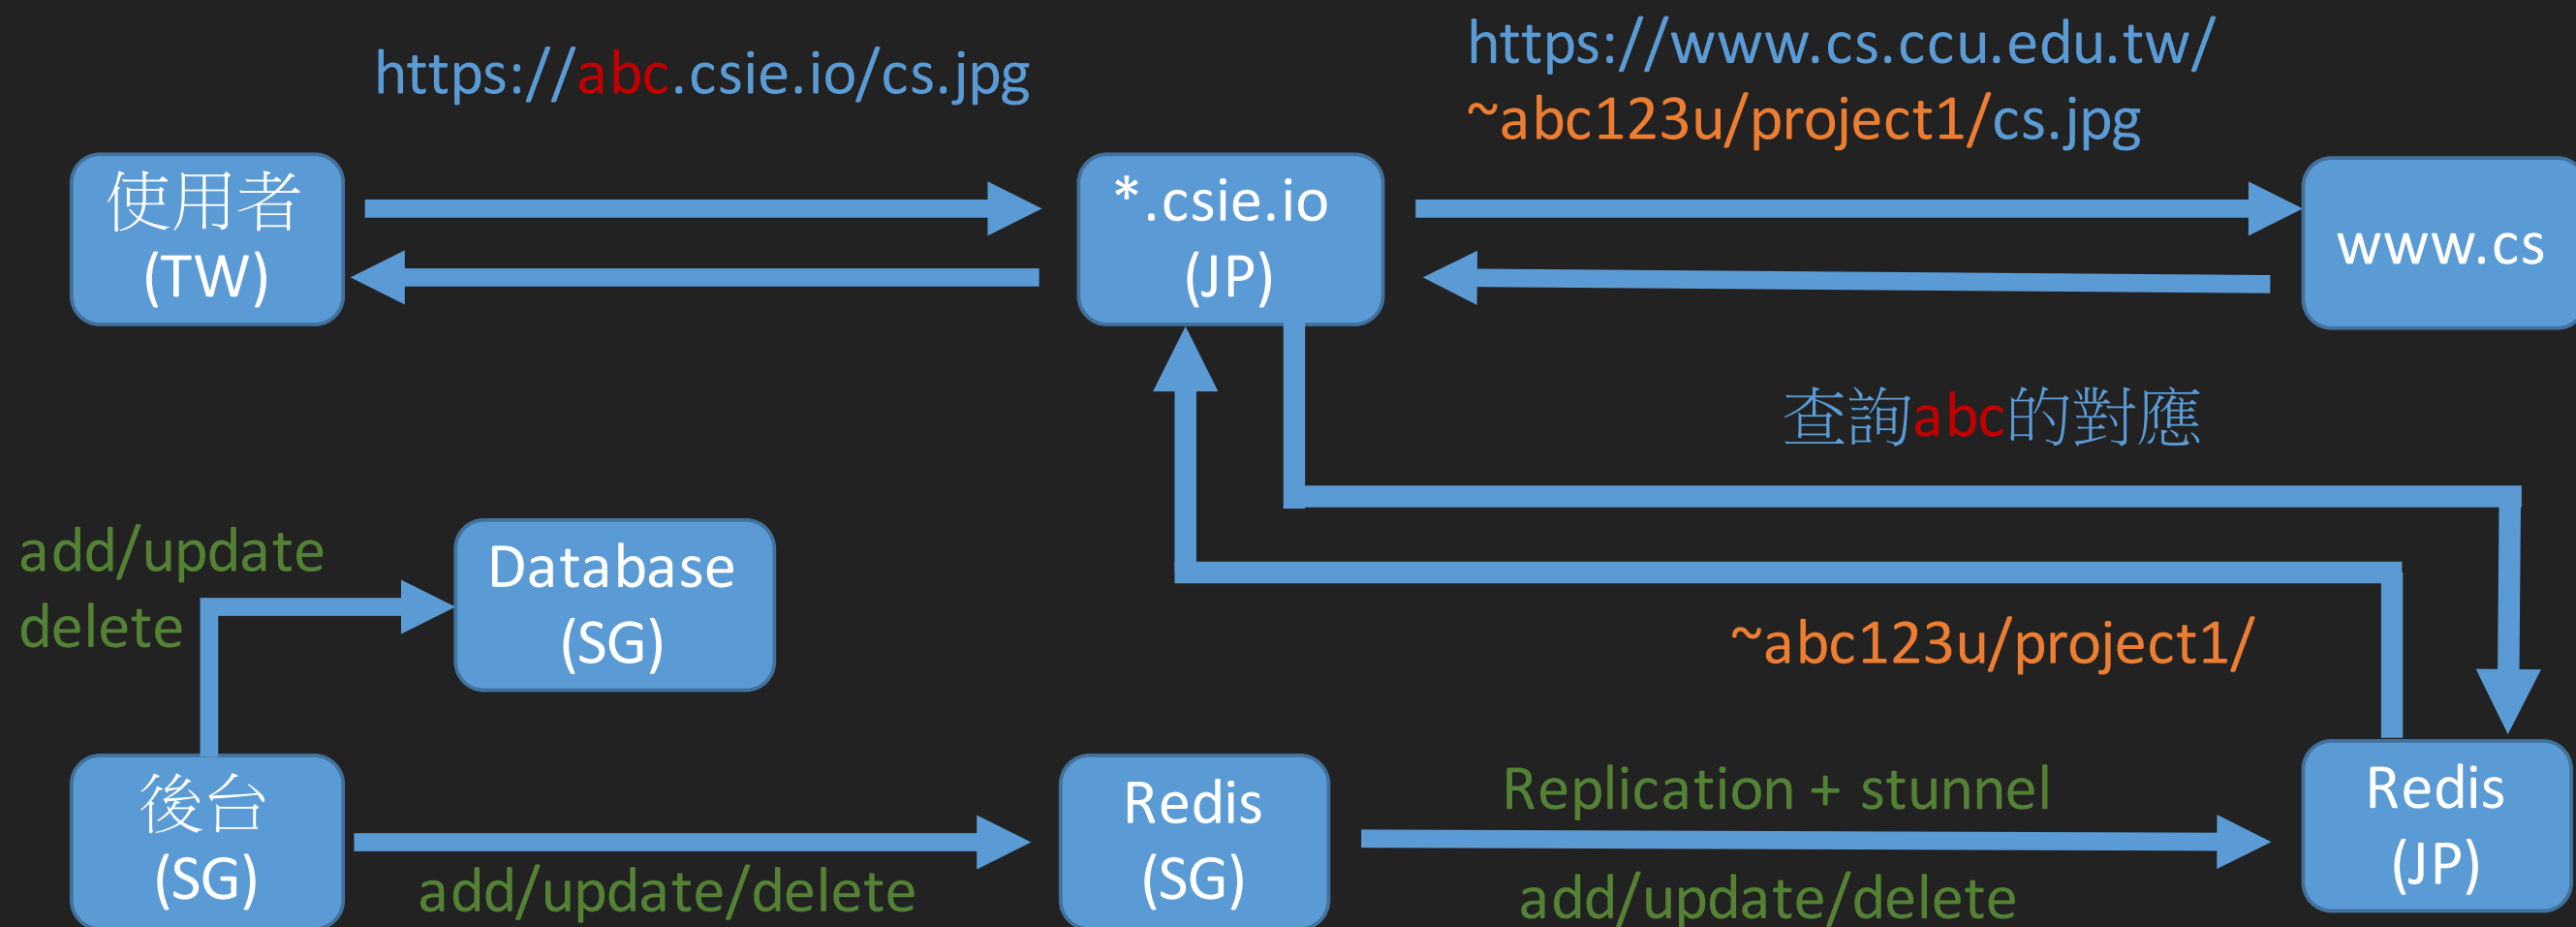 https://abc.csie.io/cs.jpg
https://www.cs.ccu.edu.tw/
~abc123u/project1/cs.jpg
使用者
(TW)
*.csie.io
(JP)
www.cs
查詢abc的對應
add/update
delete
Database
(SG)
~abc123u/project1/
後台
(SG)
add/update/delete
Redis
(SG)
Replication + stunnel
add/update/delete
Redis
(JP)